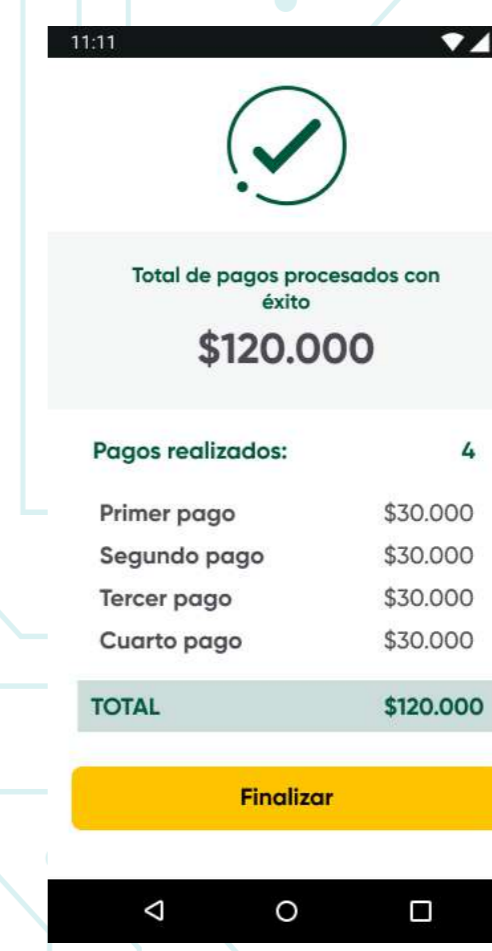 11:11
Total de pagos procesados con
éxito
$120.000
Pagos realizados: 4
Primer pago $30.000
Segundo pago $30.000
Tercer pago $30.000
Cuarto pago $30.000
TOTAL $120.000
Finalizar